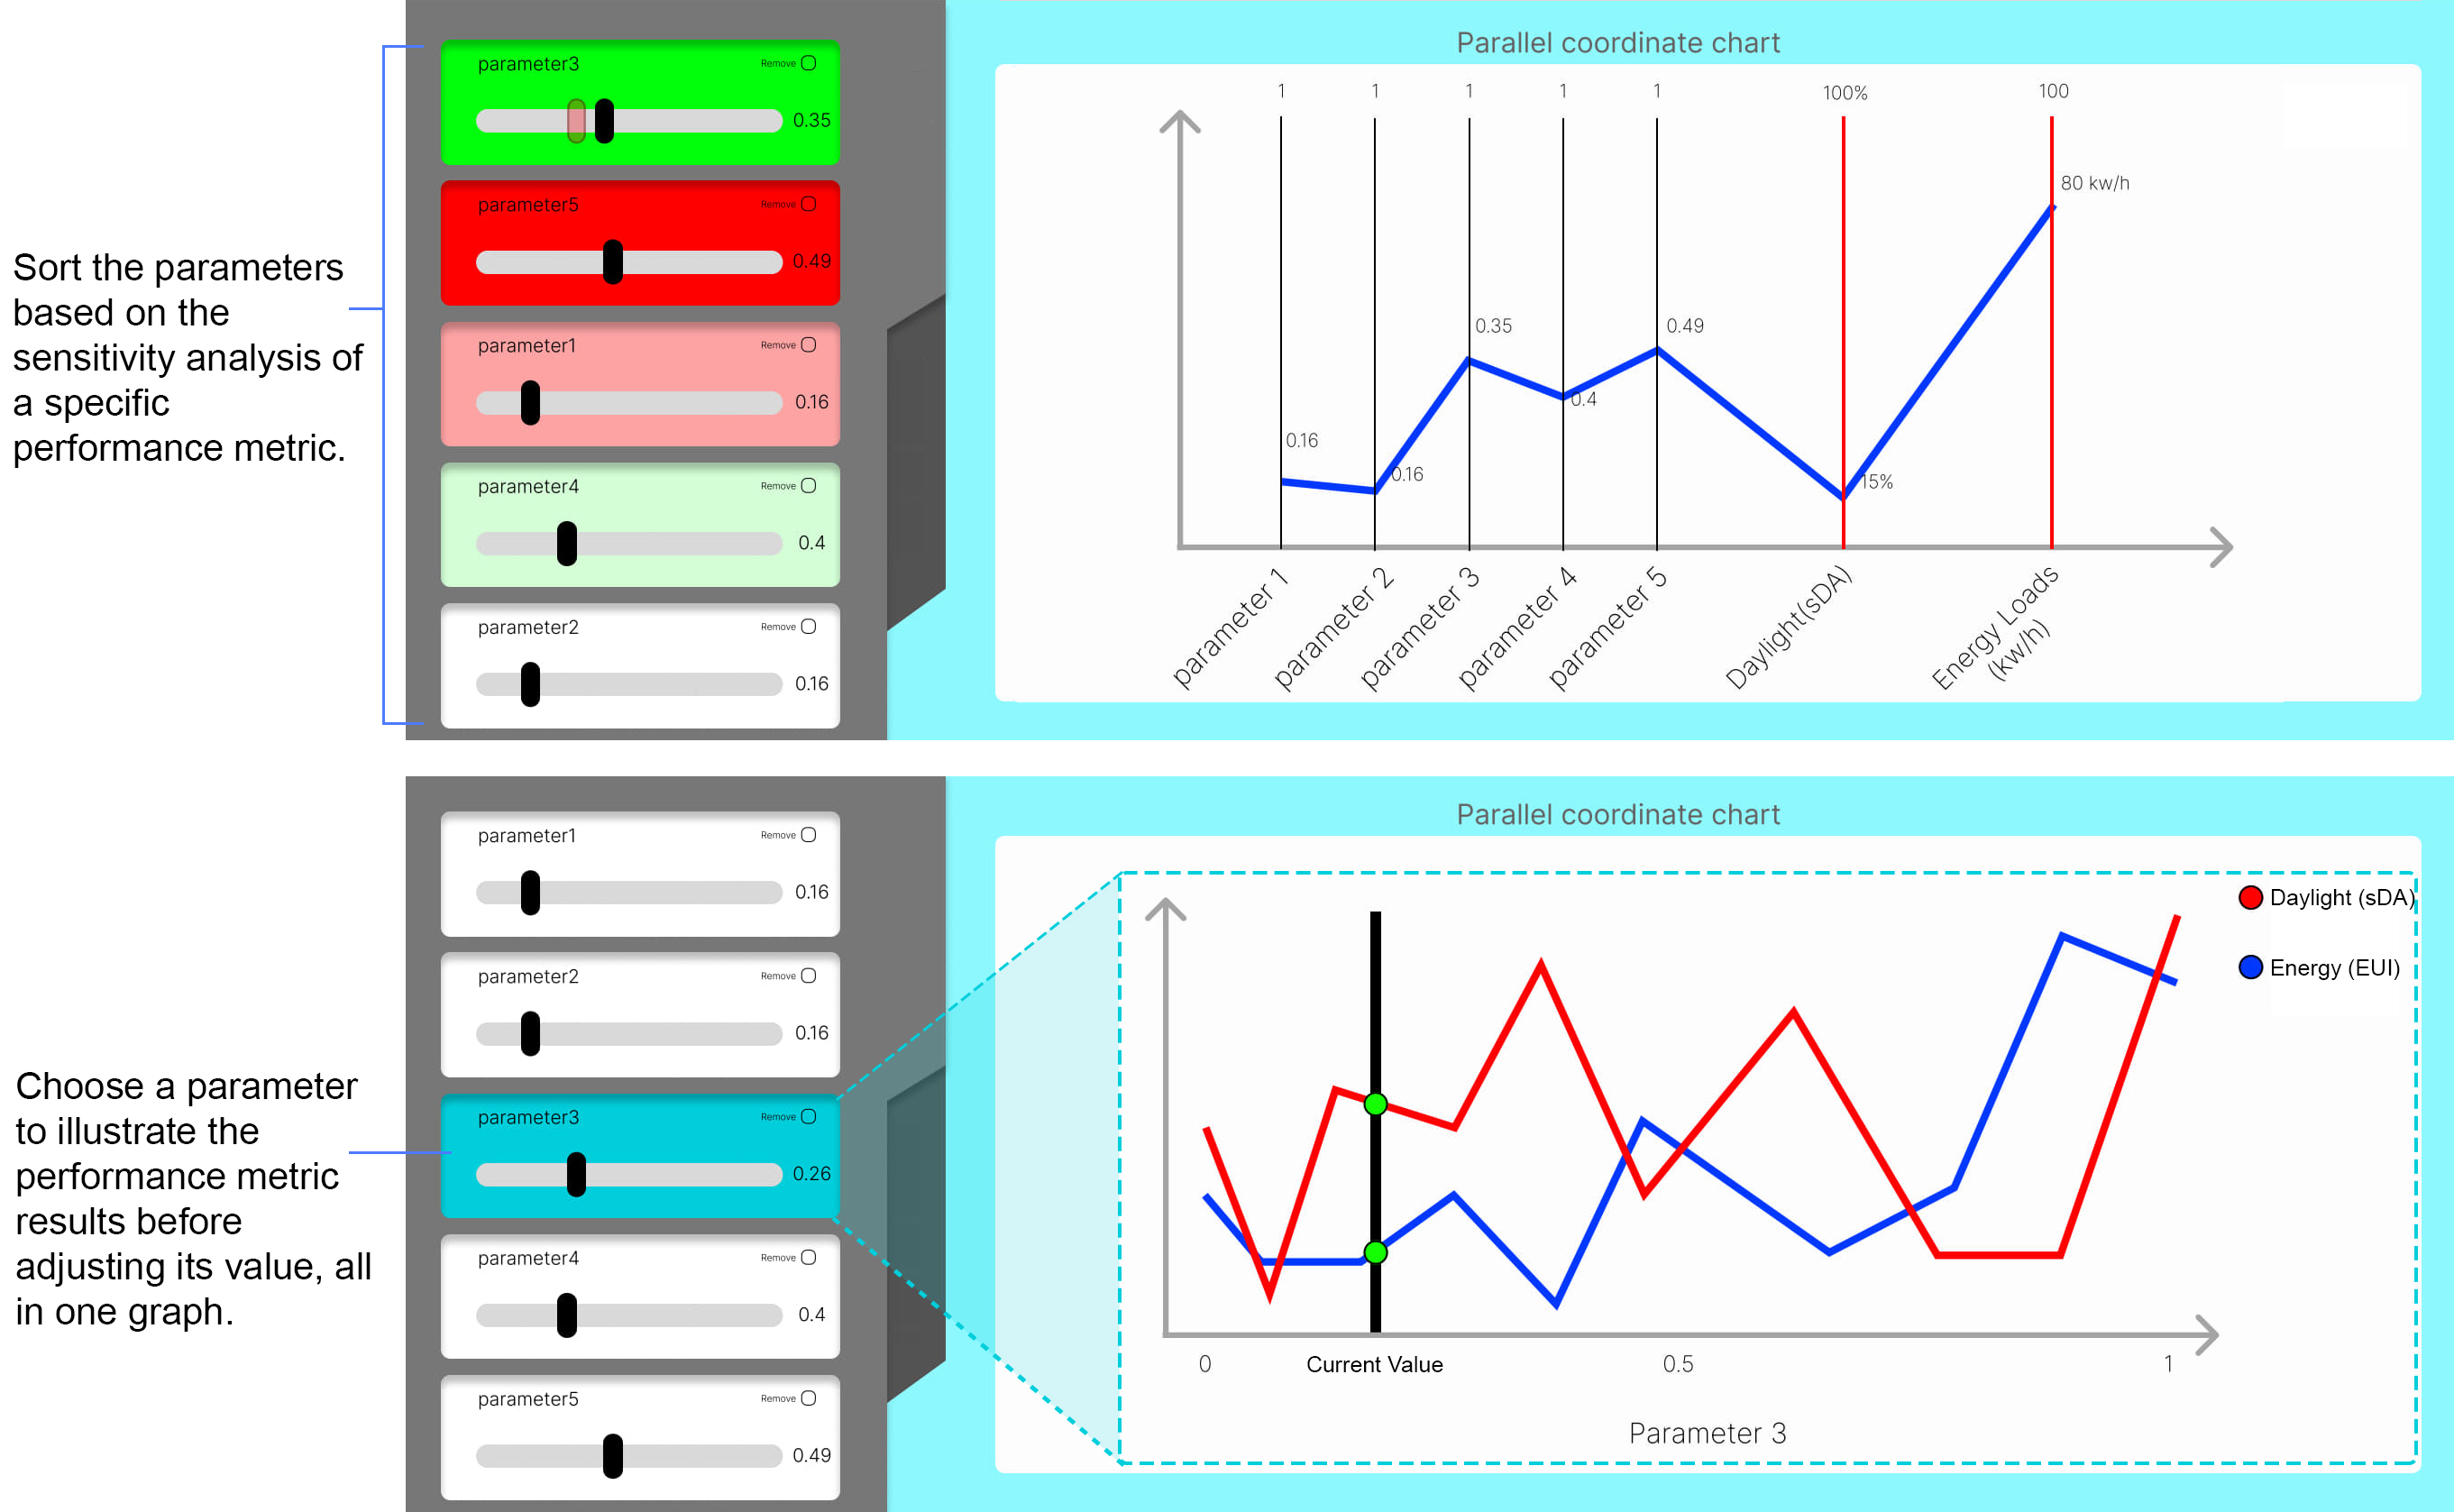 Sort the parameters
based on the
sensitivity analysis of
a specific
performance metric.
parameter3 Remove
0.35
parameter5 Remove
0.49
parameter1 Remove
0.16
parameter4 Remove
0.4
parameter2 Remove
0.16
Parallel coordinate chart
1 1 1 1 1 100% 100
80 kw/h
0.35
0.49
0.4
0.16
0.16
15%
parameter 1
parameter 2
parameter 3
parameter 4
parameter 5
Daylight(sDA)
Energy Loads
(kw/h)
Choose a parameter
to illustrate the
performance metric
results before
adjusting its value, all
in one graph.
parameter1 Remove
0.16
parameter2 Remove
0.16
parameter3 Remove
0.26
parameter4 Remove
0.4
parameter5 Remove
0.49
Parallel coordinate chart
Daylight (sDA)
Energy (EUI)
0 Current Value 0.5 1
Parameter 3